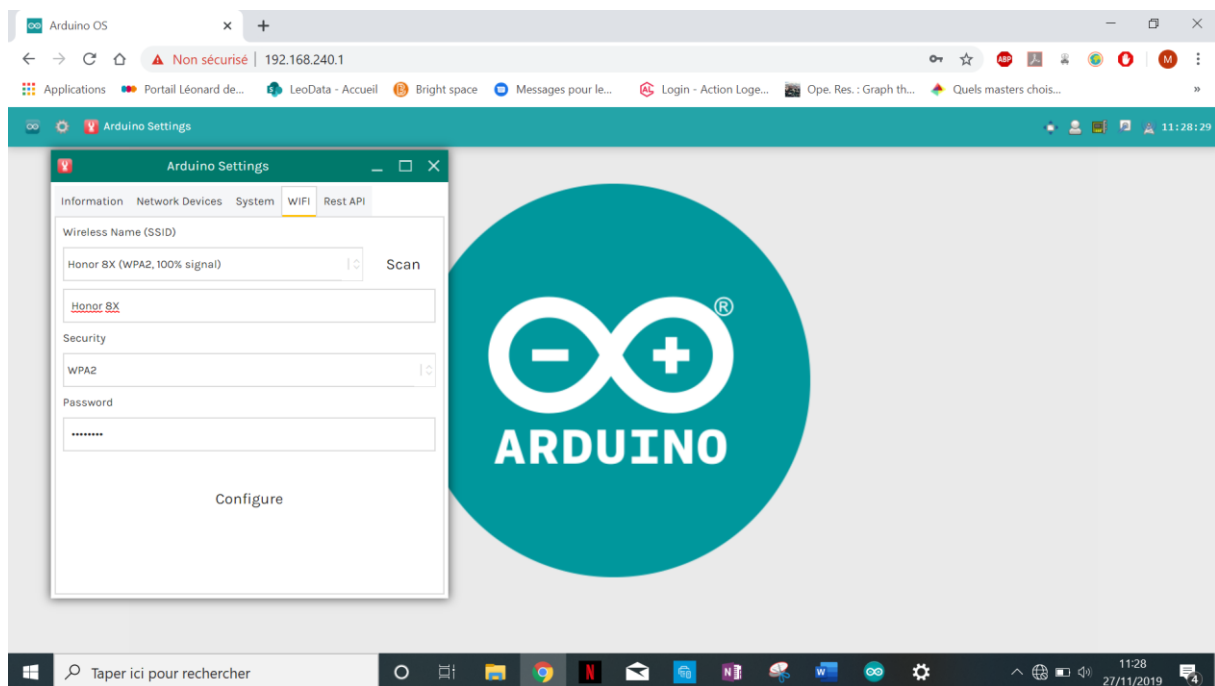 Arduino OS
Non sécurisé | 192.168.240.1
ABP
M
Applications Portail Léonard de... LeoData - Accueil Bright space Messages pour le... Login - Action Loge... Ope. Res. : Graph th... Quels masters chois... »
Arduino Settings 11:28:29
Arduino Settings
Information Network Devices System WIFI Rest API
Wireless Name (SSID)
Honor 8X (WPA2, 100% signal) Scan
Honor 8X
Security
WPA2
Password
••••••••
Configure
®
ARDUINO
Taper ici pour rechercher
11:28
27/11/2019
4